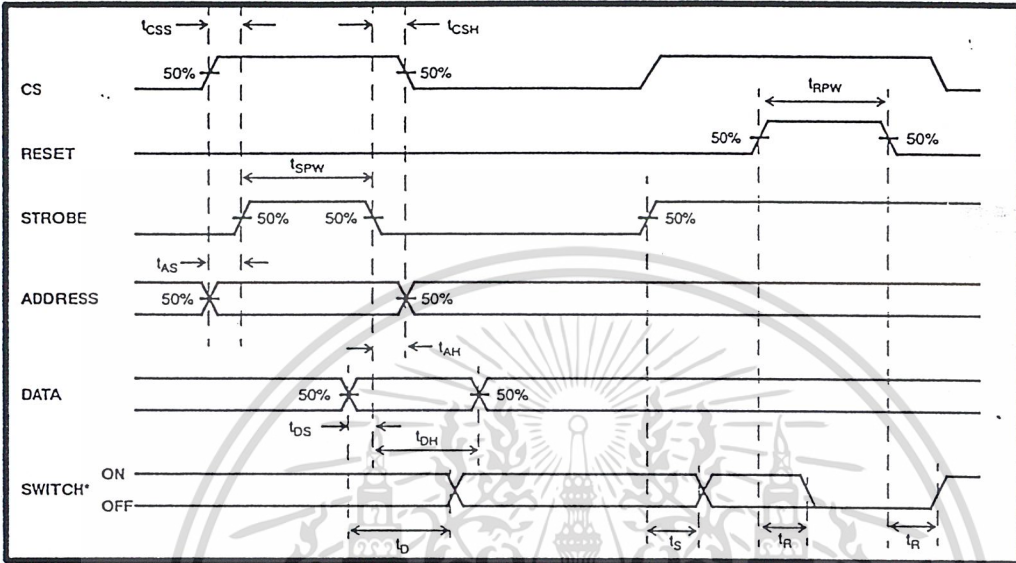 tCSS tCSH
50% 50%
CS
tRPW
50% 50%
RESET
tSPW
STROBE 50% 50% 50%
tAS
ADDRESS 50% 50%
tAH
DATA 50% 50%
tDS tDH
ON
SWITCH*
OFF
tD tS tR tR